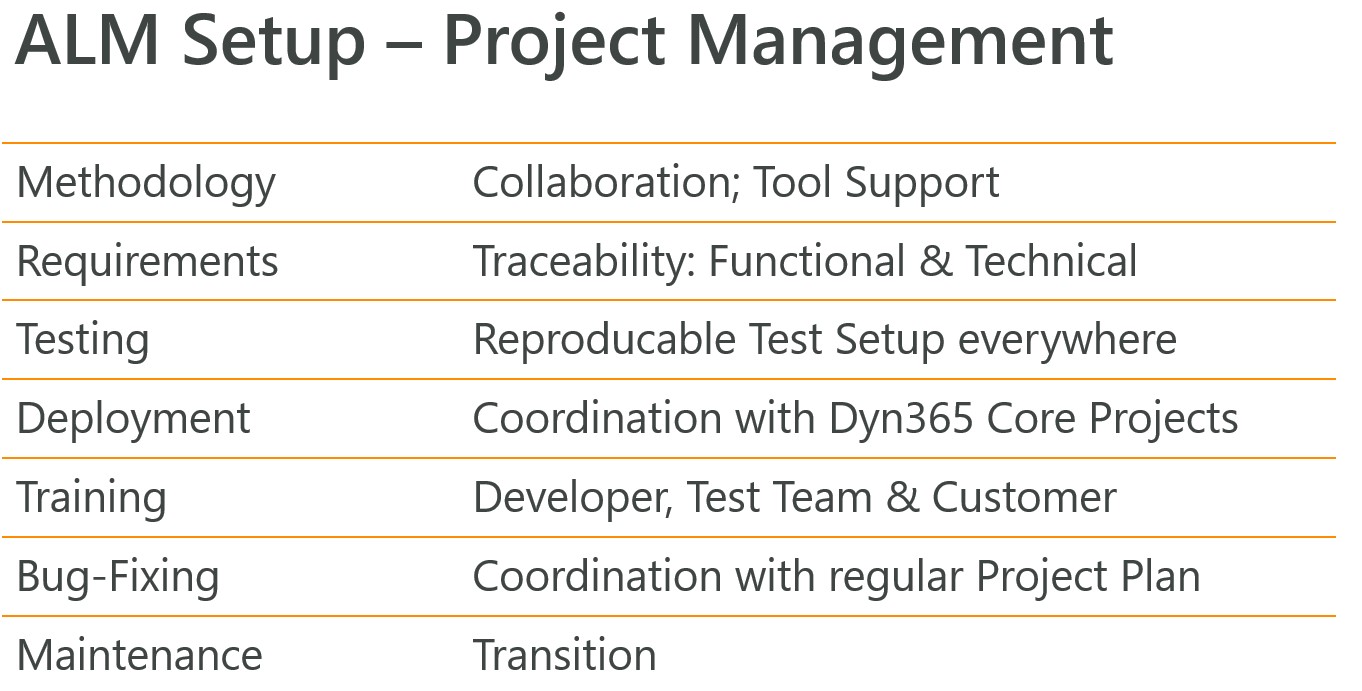 ALM Setup – Project Management
Methodology Collaboration; Tool Support
Requirements Traceability: Functional & Technical
Testing Reproducable Test Setup everywhere
Deployment Coordination with Dyn365 Core Projects
Training Developer, Test Team & Customer
Bug-Fixing Coordination with regular Project Plan
Maintenance Transition